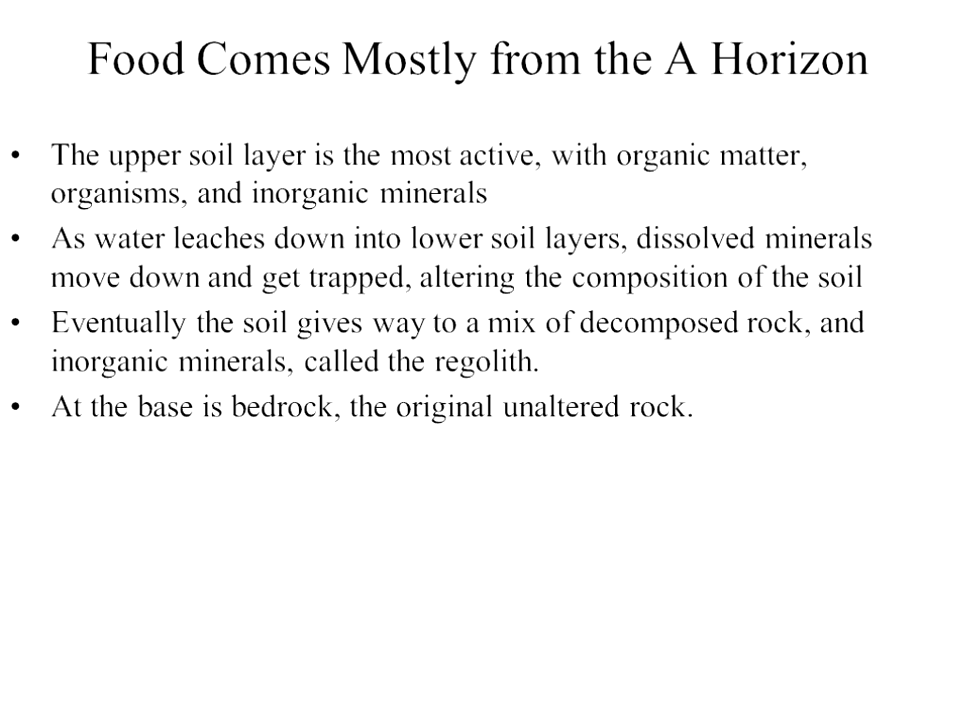 Food Comes Mostly from the A Horizon
• The upper soil layer is the most active, with organic matter,
organisms, and inorganic minerals
• As water leaches down into lower soil layers, dissolved minerals
move down and get trapped, altering the composition of the soil
• Eventually the soil gives way to a mix of decomposed rock, and
inorganic minerals, called the regolith.
• At the base is bedrock, the original unaltered rock.